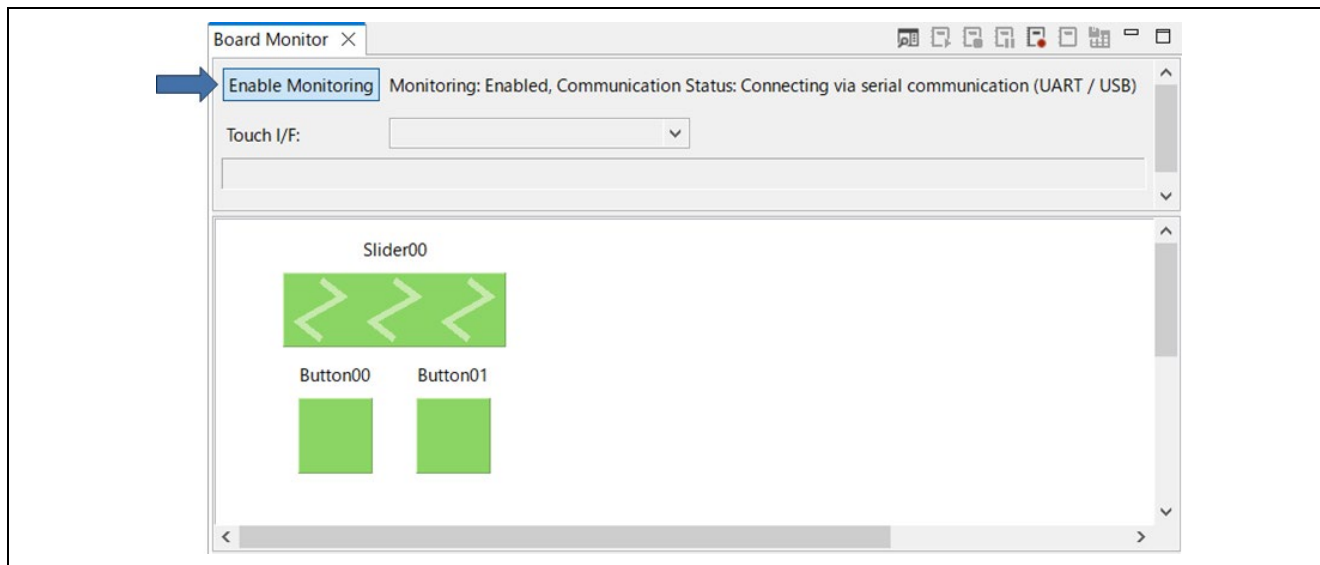 Board Monitor
Enable Monitoring Monitoring: Enabled, Communication Status: Connecting via serial communication (UART / USB)
Touch I/F:
Slider00
Button00 Button01